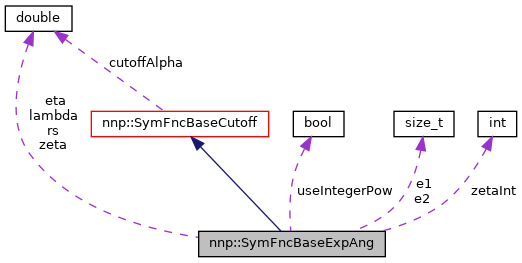 double
cutoffAlpha
eta
lambda
rs
zeta
nnp::SymFncBaseCutoff
bool
size_t
int
useIntegerPow
e1
e2
zetaInt
nnp::SymFncBaseExpAng